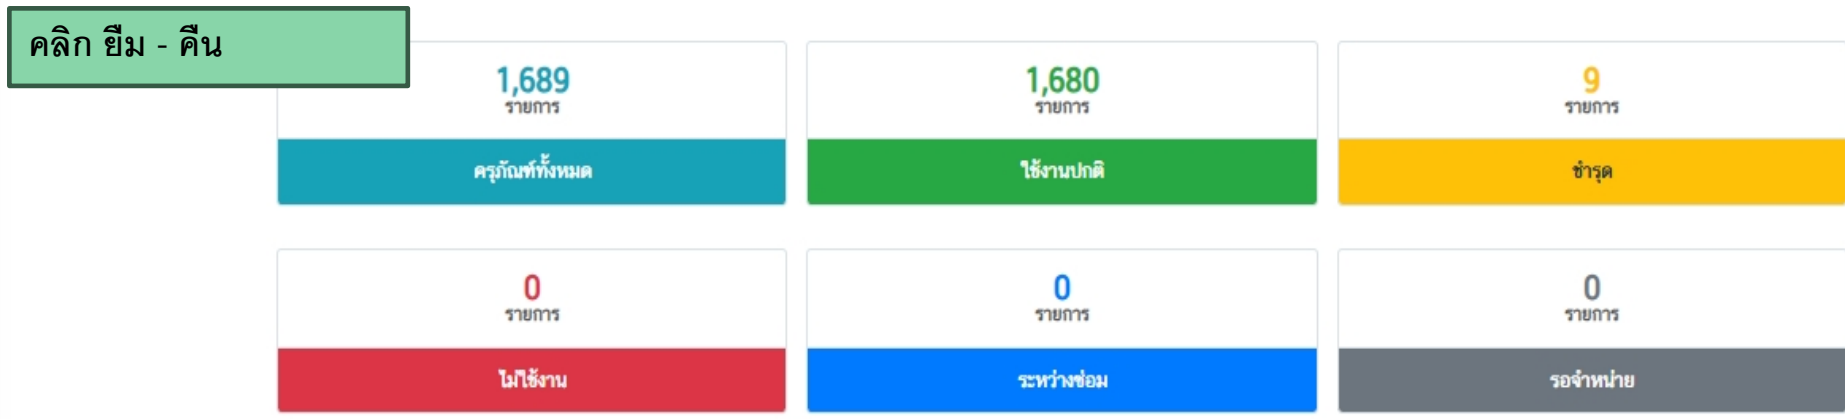 คลิก ยืม - คืน
1,689
รายการ
ครุภัณฑ์ทั้งหมด
1,680
รายการ
ใช้งานปกติ
9
รายการ
ชำรุด
0
รายการ
ไม่ใช้งาน
0
รายการ
ระหว่างซ่อม
0
รายการ
รอจำหน่าย